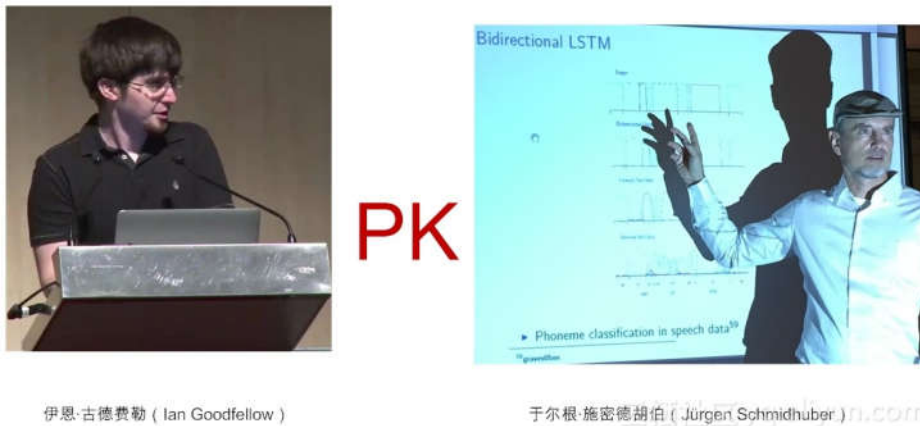 Bidirectional LSTM
PK
▸ Phoneme classification in speech data⁵⁹
伊恩·古德费勒（Ian Goodfellow）
于尔根·施密德胡伯（Jürgen Schmidhuber）